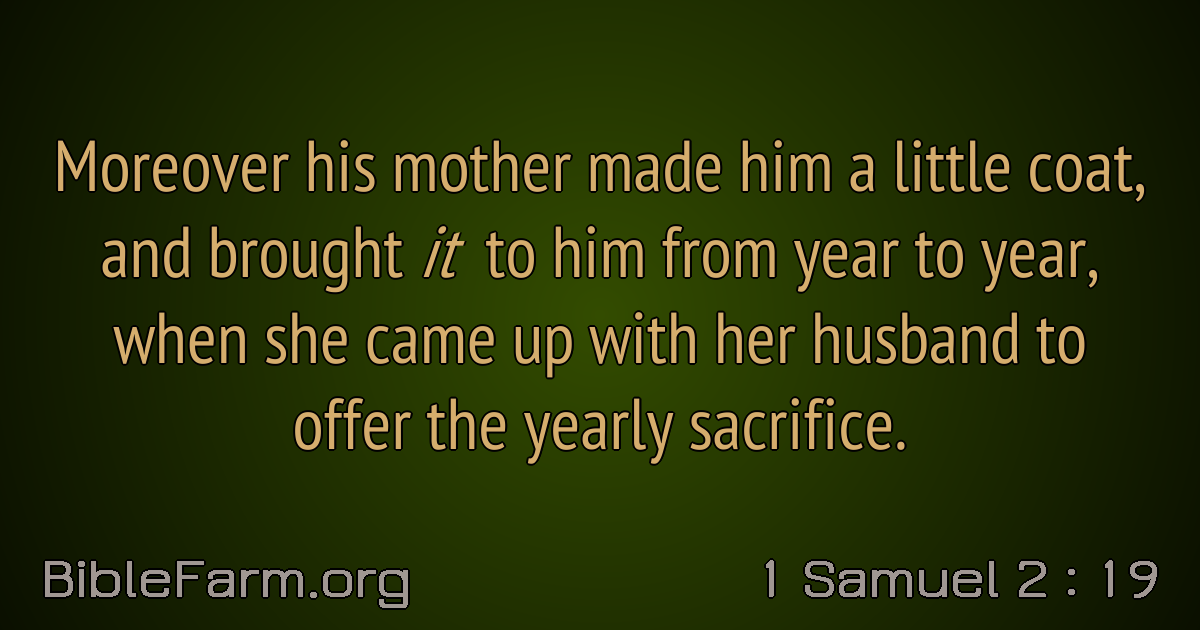 Moreover his mother made him a little coat,
and brought it to him from year to year,
when she came up with her husband to
offer the yearly sacrifice.
BibleFarm.org
1 Samuel 2 : 19